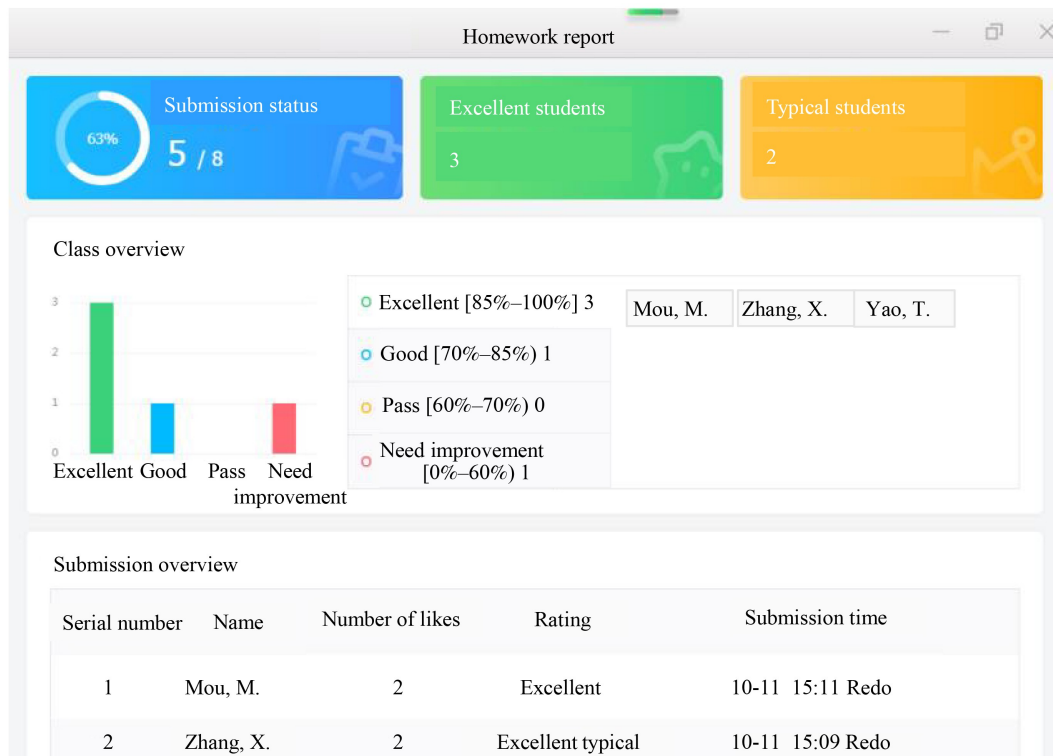 Homework report
Submission status
63%
5 / 8
Excellent students
3
Typical students
2
Class overview
3
2
1
0
Excellent Good Pass Need
improvement
Excellent [85%–100%] 3
Good [70%–85%) 1
Pass [60%–70%) 0
Need improvement
[0%–60%) 1
Mou, M. Zhang, X. Yao, T.
Submission overview
Serial number Name Number of likes Rating Submission time
1 Mou, M. 2 Excellent 10-11 15:11 Redo
2 Zhang, X. 2 Excellent typical 10-11 15:09 Redo